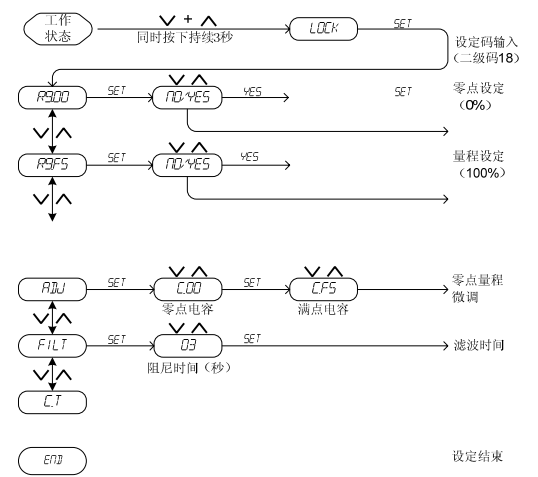 工作
状态
∨ + ∧
同时按下持续3秒
LOCK
SET
设定码输入
(二级码18)
∨ ∧
SET
NO/YES
YES
SET
零点设定
(0%)
∨ ∧
∨ ∧
SET
NO/YES
YES
量程设定
(100%)
∨ ∧
∨ ∧
∨ ∧
ADJ
SET
C.00
SET
C.FS
零点量程
微调
零点电容
满点电容
∨ ∧
∨ ∧
FILT
SET
03
SET
滤波时间
阻尼时间(秒)
∨ ∧
C.T
END
设定结束